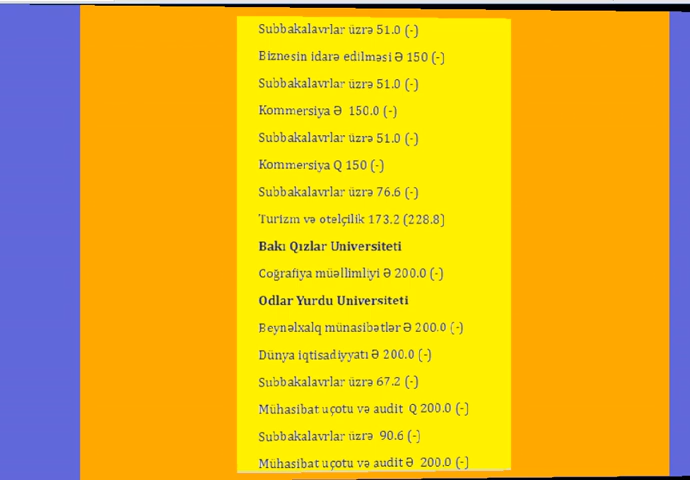 Subbakalavrlar üzrə 51.0 (-)
Biznesin idarə edilməsi Ə 150 (-)
Subbakalavrlar üzrə 51.0 (-)
Kommersiya Ə 150.0 (-)
Subbakalavrlar üzrə 51.0 (-)
Kommersiya Q 150 (-)
Subbakalavrlar üzrə 76.6 (-)
Turizm və otelçilik 173.2 (228.8)
Bakı Qızlar Universiteti
Coğrafiya müəllimliyi Ə 200.0 (-)
Odlar Yurdu Universiteti
Beynəlxalq münasibətlər Ə 200.0 (-)
Dünya iqtisadiyyatı Ə 200.0 (-)
Subbakalavrlar üzrə 67.2 (-)
Mühasibat uçotu və audit Q 200.0 (-)
Subbakalavrlar üzrə 90.6 (-)
Mühasibat uçotu və audit Ə 200.0 (-)